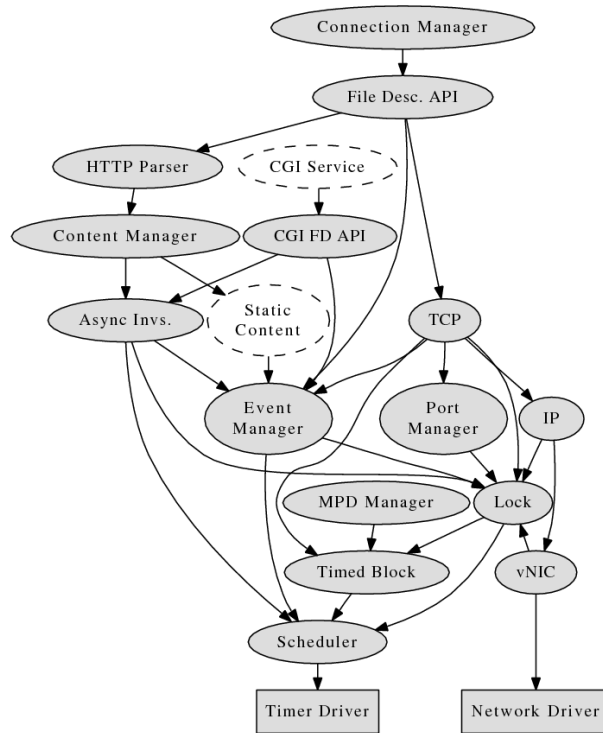 Connection Manager
File Desc. API
HTTP Parser
CGI Service
Content Manager
CGI FD API
Async Invs.
Static
Content
TCP
Event
Manager
Port
Manager
IP
MPD Manager
Lock
Timed Block
vNIC
Scheduler
Timer Driver
Network Driver